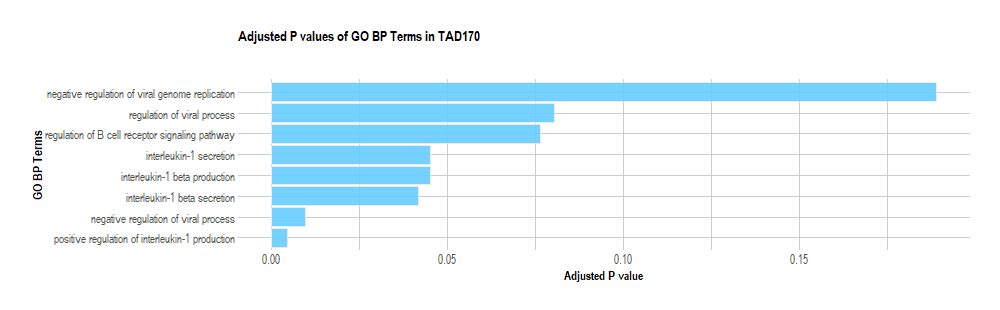 Adjusted P values of GO BP Terms in TAD170
GO BP Terms
negative regulation of viral genome replication
regulation of viral process
regulation of B cell receptor signaling pathway
interleukin-1 secretion
interleukin-1 beta production
interleukin-1 beta secretion
negative regulation of viral process
positive regulation of interleukin-1 production
0.00 0.05 0.10 0.15
Adjusted P value